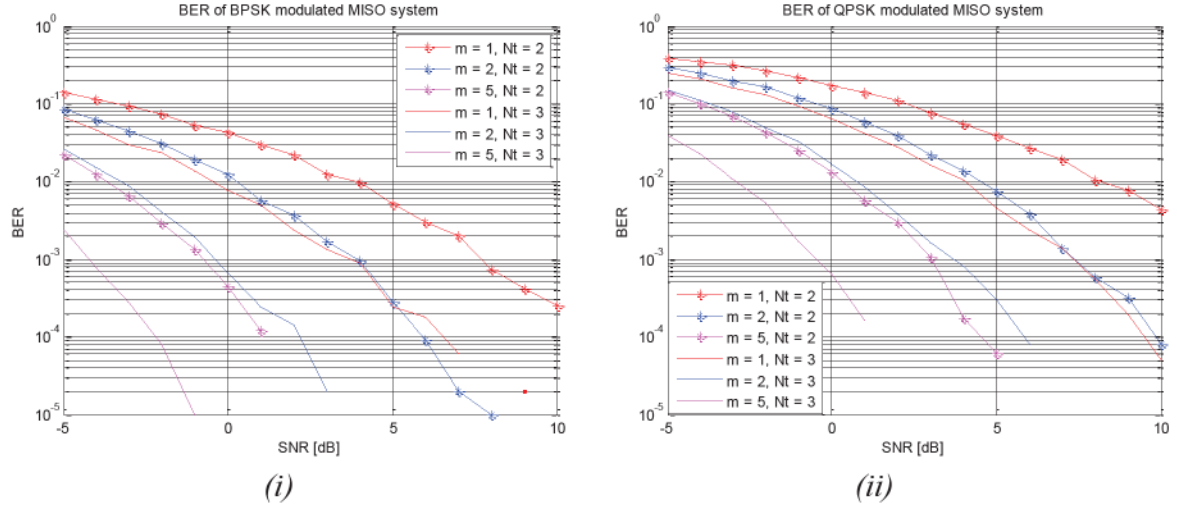 BER of BPSK modulated MISO system
10^0
10^-1
10^-2
10^-3
10^-4
10^-5
BER
-5 0 5 10
SNR [dB]
m = 1, Nt = 2
m = 2, Nt = 2
m = 5, Nt = 2
m = 1, Nt = 3
m = 2, Nt = 3
m = 5, Nt = 3
(i)
BER of QPSK modulated MISO system
10^0
10^-1
10^-2
10^-3
10^-4
10^-5
BER
-5 0 5 10
SNR [dB]
m = 1, Nt = 2
m = 2, Nt = 2
m = 5, Nt = 2
m = 1, Nt = 3
m = 2, Nt = 3
m = 5, Nt = 3
(ii)